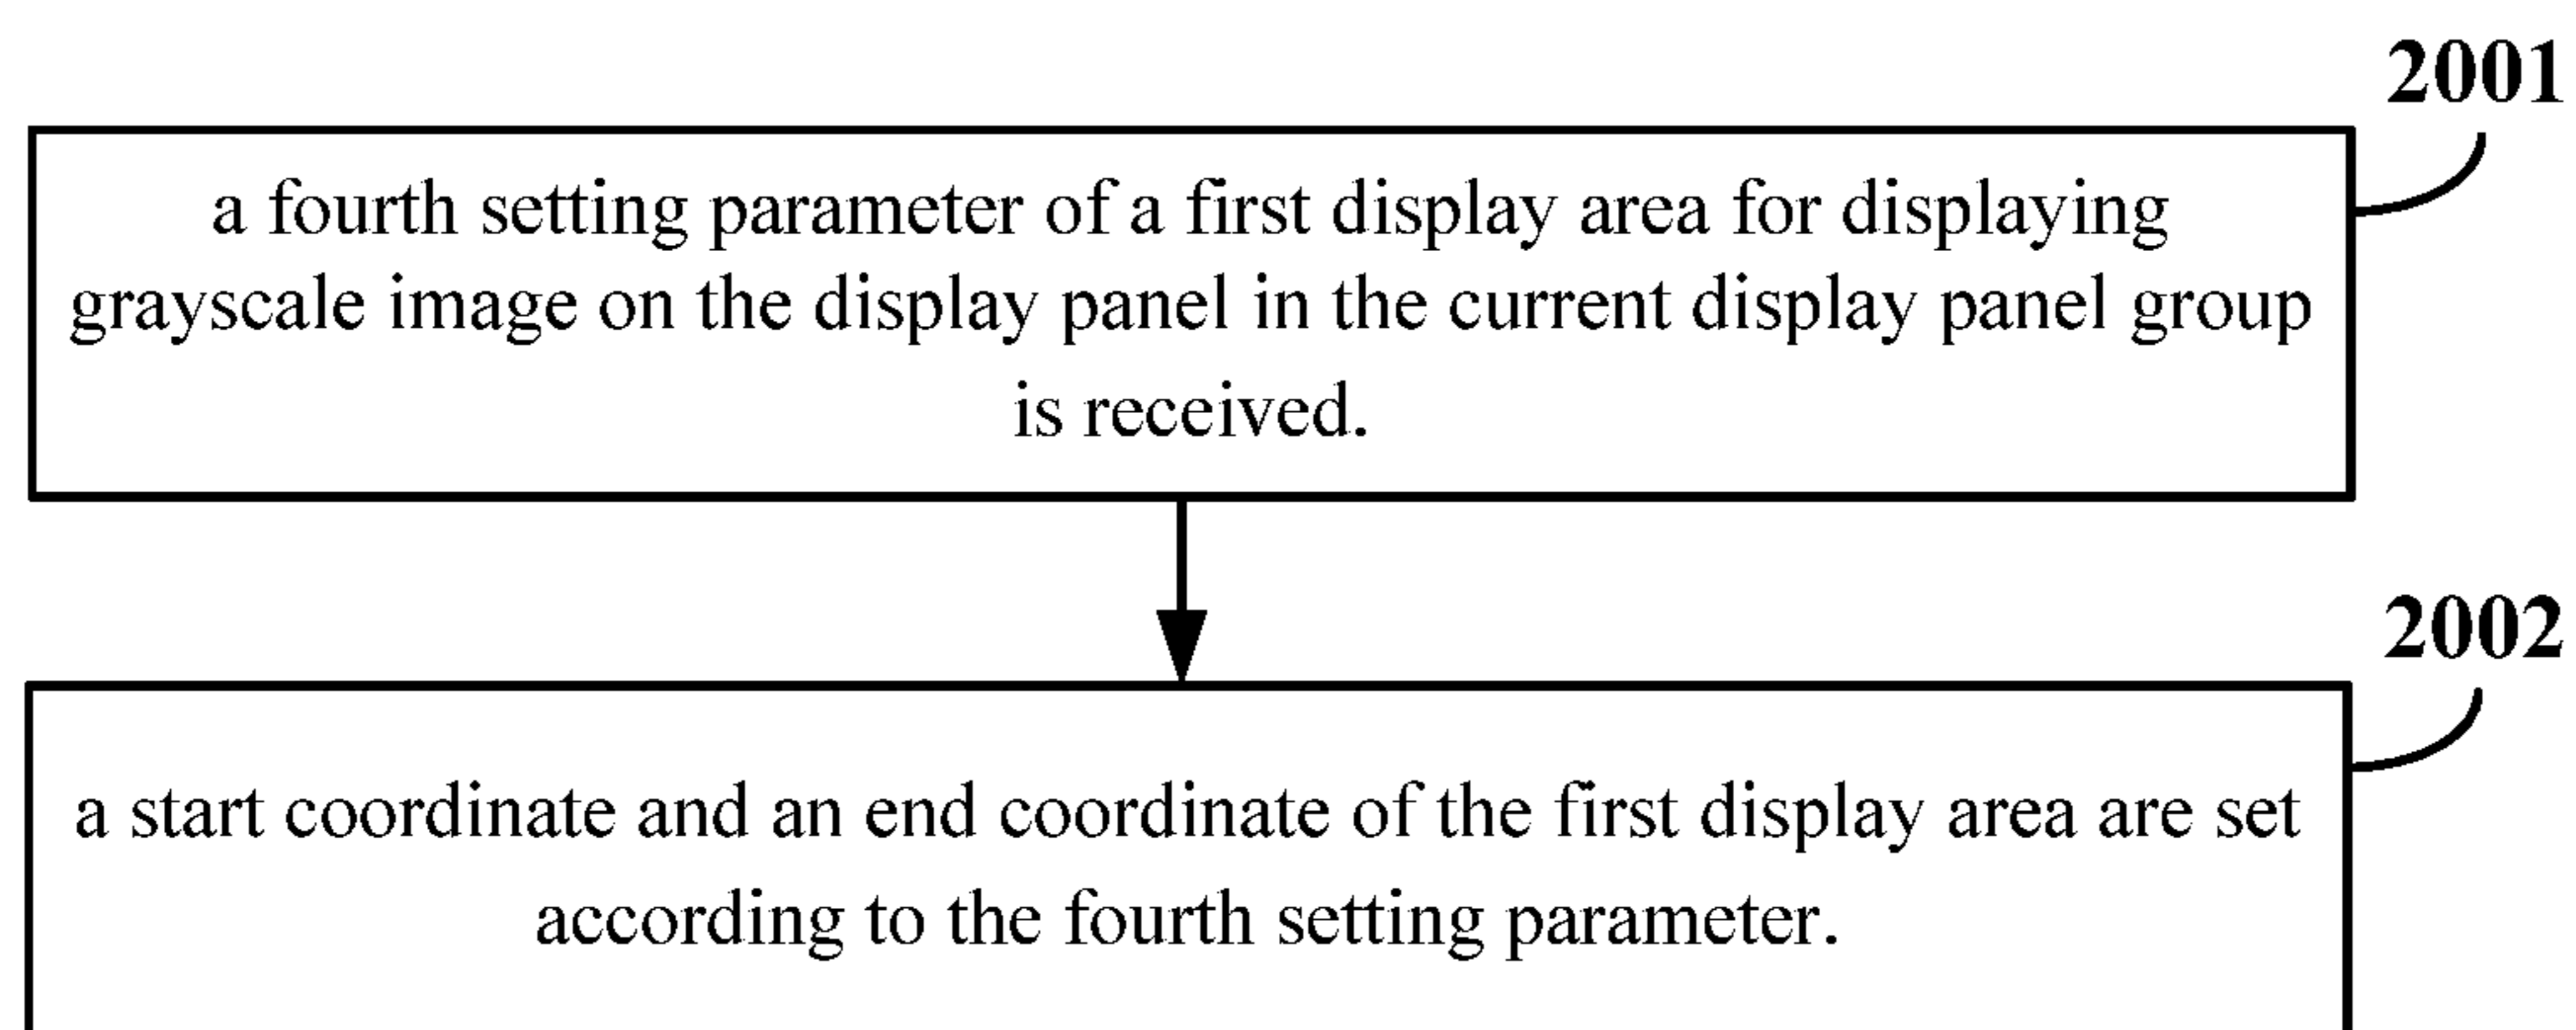 2001
a fourth setting parameter of a first display area for displaying
grayscale image on the display panel in the current display panel group
is received.
2002
a start coordinate and an end coordinate of the first display area are set
according to the fourth setting parameter.